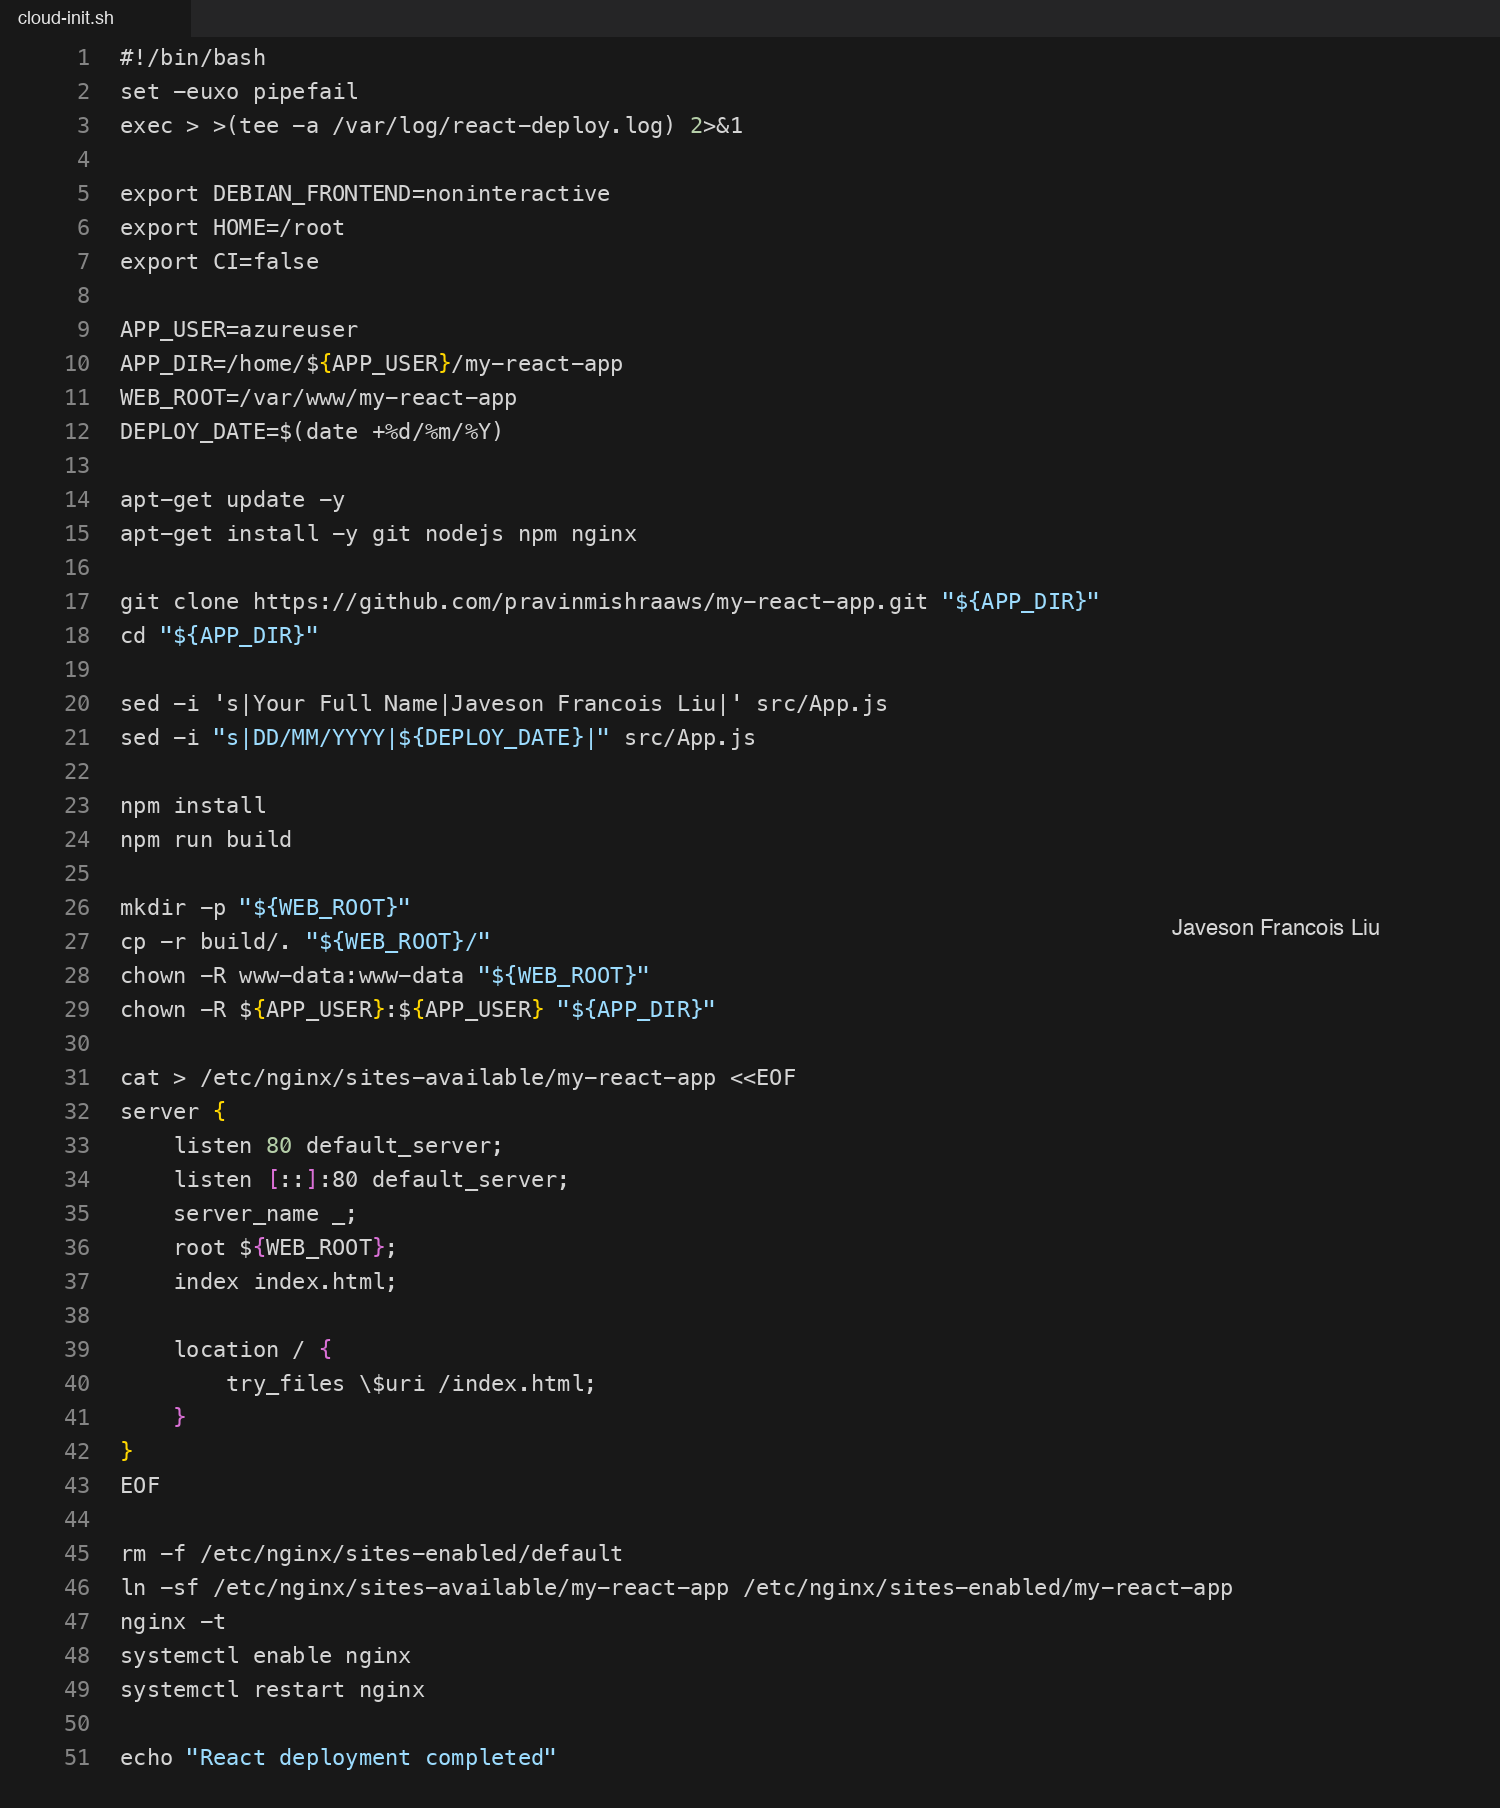 cloud-init.sh
1 #!/bin/bash
2 set -euxo pipefail
3 exec > >(tee -a /var/log/react-deploy.log) 2>&1
4
5 export DEBIAN_FRONTEND=noninteractive
6 export HOME=/root
7 export CI=false
8
9 APP_USER=azureuser
10 APP_DIR=/home/${APP_USER}/my-react-app
11 WEB_ROOT=/var/www/my-react-app
12 DEPLOY_DATE=$(date +%d/%m/%Y)
13
14 apt-get update -y
15 apt-get install -y git nodejs npm nginx
16
17 git clone https://github.com/pravinmishraaws/my-react-app.git "${APP_DIR}"
18 cd "${APP_DIR}"
19
20 sed -i 's|Your Full Name|Javeson Francois Liu|' src/App.js
21 sed -i "s|DD/MM/YYYY|${DEPLOY_DATE}|" src/App.js
22
23 npm install
24 npm run build
25
26 mkdir -p "${WEB_ROOT}"
Javeson Francois Liu
27 cp -r build/. "${WEB_ROOT}/"
28 chown -R www-data:www-data "${WEB_ROOT}"
29 chown -R ${APP_USER}:${APP_USER} "${APP_DIR}"
30
31 cat > /etc/nginx/sites-available/my-react-app <<EOF
32 server {
33     listen 80 default_server;
34     listen [::]:80 default_server;
35     server_name _;
36     root ${WEB_ROOT};
37     index index.html;
38
39     location / {
40         try_files \$uri /index.html;
41     }
42 }
43 EOF
44
45 rm -f /etc/nginx/sites-enabled/default
46 ln -sf /etc/nginx/sites-available/my-react-app /etc/nginx/sites-enabled/my-react-app
47 nginx -t
48 systemctl enable nginx
49 systemctl restart nginx
50
51 echo "React deployment completed"